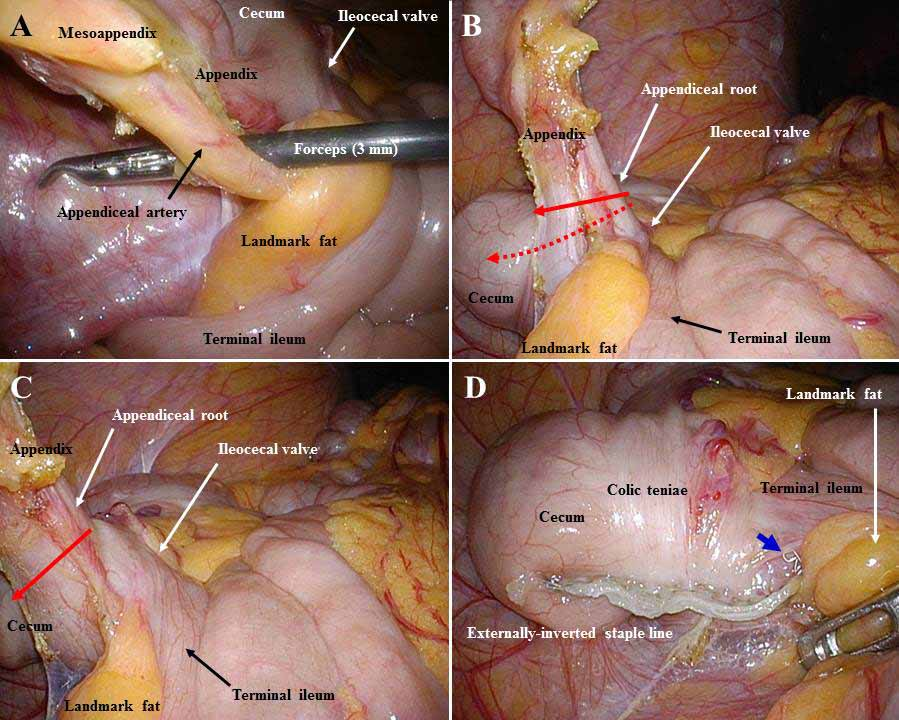 A
Cecum
Ileocecal valve
Mesoappendix
Appendix
Forceps (3 mm)
Appendiceal artery
Landmark fat
Terminal ileum
B
Appendiceal root
Appendix
Ileocecal valve
Cecum
Terminal ileum
Landmark fat
C
Appendiceal root
Appendix
Ileocecal valve
Cecum
Terminal ileum
Landmark fat
D
Landmark
fat
Colic teniae
Terminal ileum
Cecum
Externally-inverted staple line